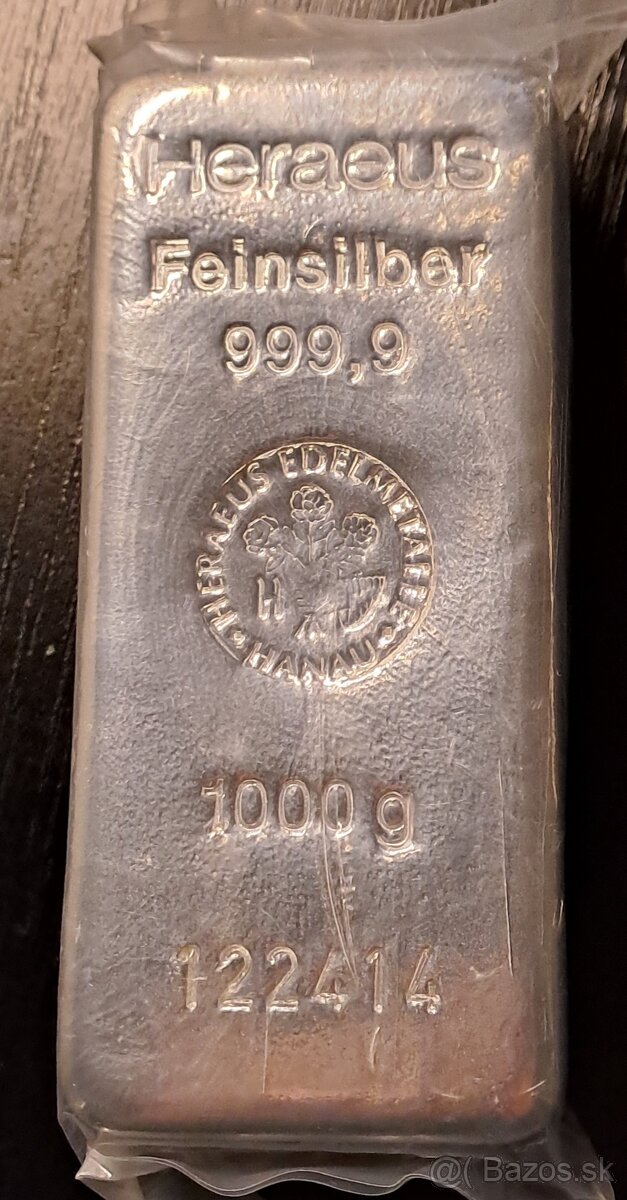 Heraeus
Feinsilber
999,9
HERAEUS EDELMETALLE
H
HANAU
1000 g
122414
@( Bazos.sk